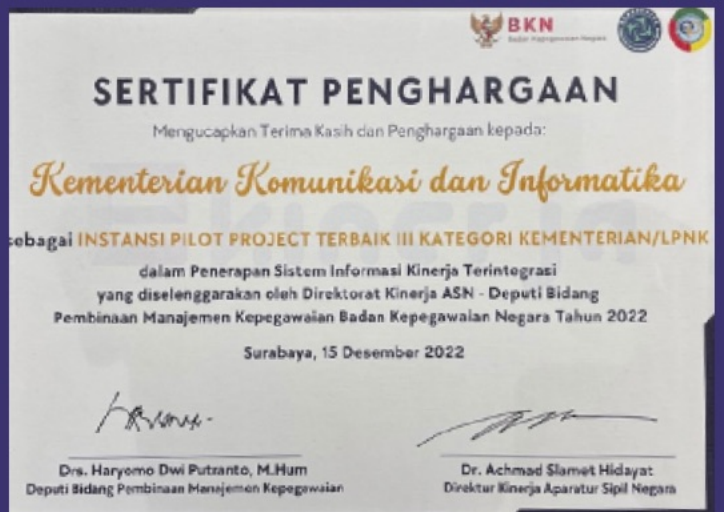 BKN
Badan Kepegawaian Negara
SERTIFIKAT PENGHARGAAN
Mengucapkan Terima Kasih dan Penghargaan kepada:
Kementerian Komunikasi dan Informatika
sebagai INSTANSI PILOT PROJECT TERBAIK III KATEGORI KEMENTERIAN/LPNK
dalam Penerapan Sistem Informasi Kinerja Terintegrasi
yang diselenggarakan oleh Direktorat Kinerja ASN - Deputi Bidang
Pembinaan Manajemen Kepegawaian Badan Kepegawaian Negara Tahun 2022
Surabaya, 15 Desember 2022
Drs. Haryomo Dwi Putranto, M.Hum
Deputi Bidang Pembinaan Manajemen Kepegawaian
Dr. Achmad Slamet Hidayat
Direktur Kinerja Aparatur Sipil Negara